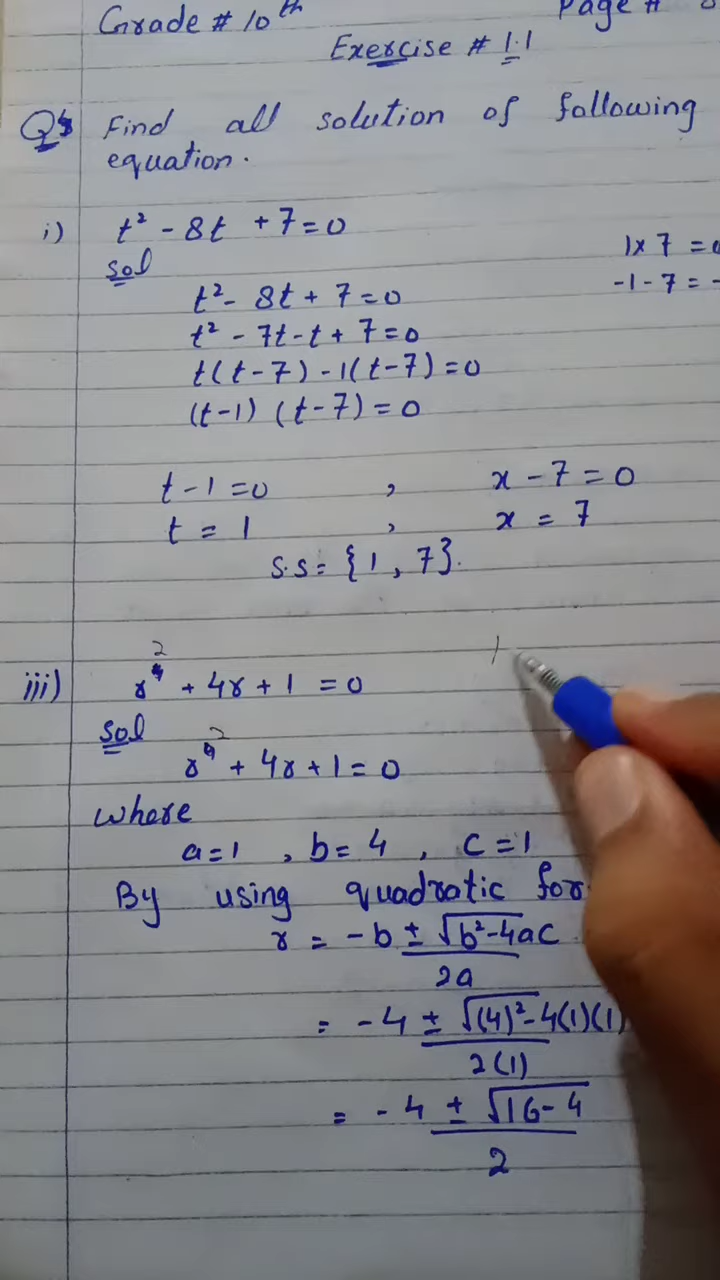 Grade # 10th
Page #
Exercise # 1.1
Q5 Find all solution of following
equation.
i) t² - 8t + 7 = 0
Sol
1 x 7 =
-1 - 7 = -
t² - 8t + 7 = 0
t² - 7t - t + 7 = 0
t(t-7) - 1(t-7) = 0
(t-1) (t-7) = 0
t - 1 = 0 , x - 7 = 0
t = 1 , x = 7
S.S = {1, 7}.
iii) r² + 4r + 1 = 0
Sol
r² + 4r + 1 = 0
where
a = 1 , b = 4 , c = 1
By using quadratic for
r = -b ± √b²-4ac
2a
= -4 ± √(4)²-4(1)(1)
2(1)
= -4 ± √16-4
2